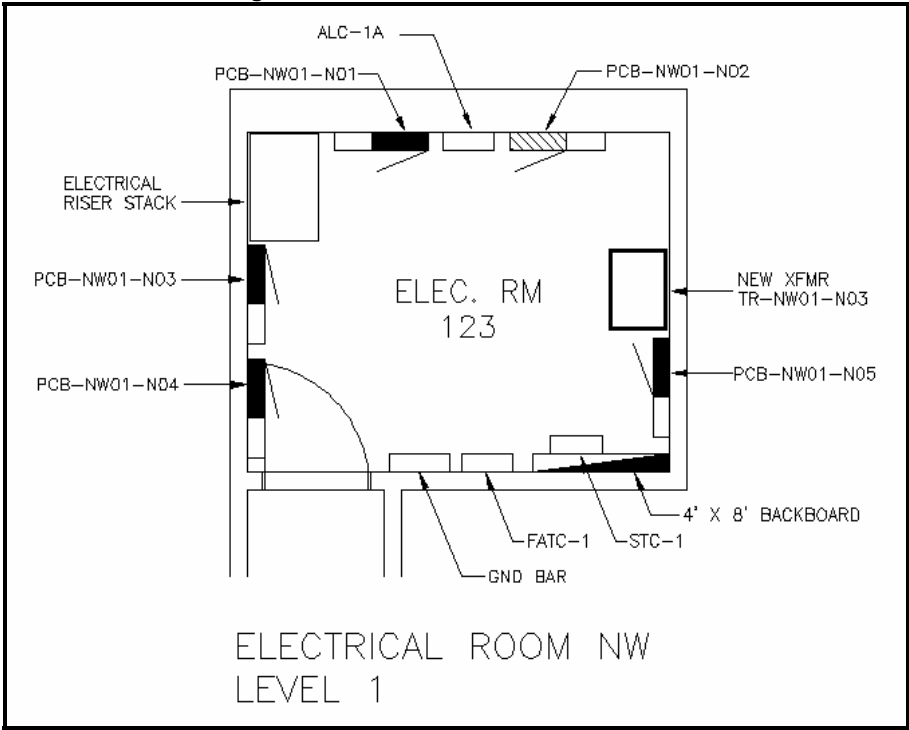 ALC-1A
PCB-NW01-N01
PCB-NW01-N02
ELECTRICAL
RISER STACK
PCB-NW01-N03
ELEC. RM
123
NEW XFMR
TR-NW01-N03
PCB-NW01-N04
PCB-NW01-N05
4' X 8' BACKBOARD
FATC-1
STC-1
GND BAR
ELECTRICAL ROOM NW
LEVEL 1